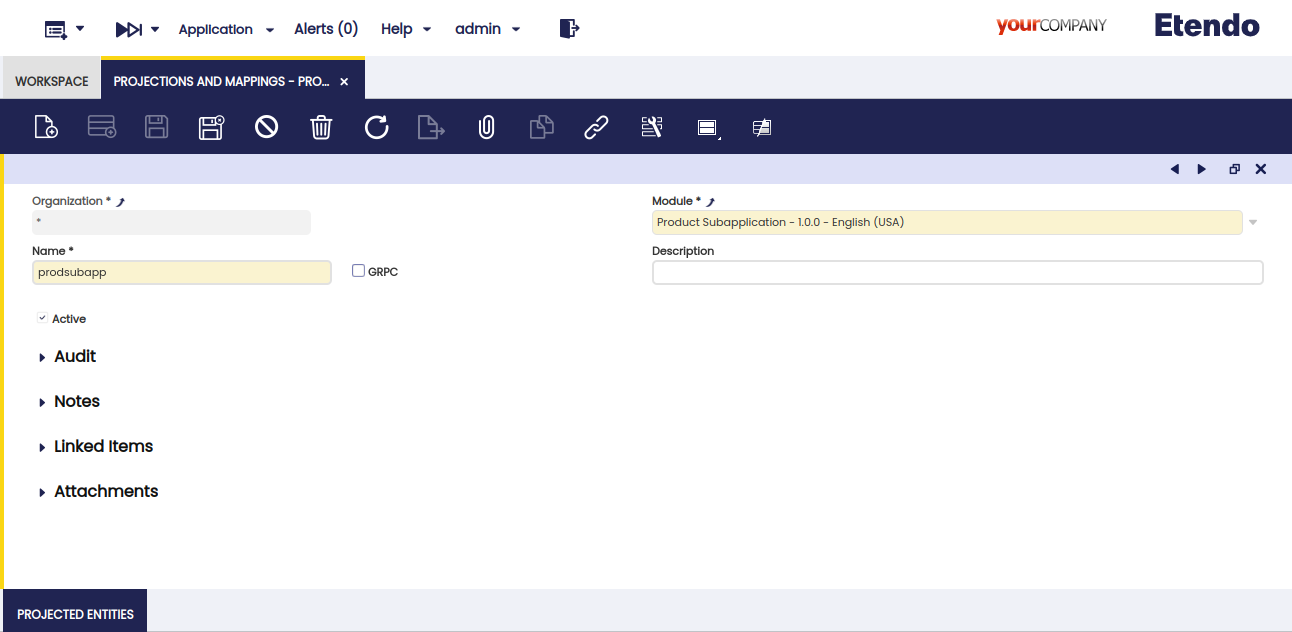 Application Alerts (0) Help admin yourCOMPANY Etendo
WORKSPACE PROJECTIONS AND MAPPINGS - PRO...
Organization * Module *
* Product Subapplication - 1.0.0 - English (USA)
Name * Description
prodsubapp GRPC
Active
Audit
Notes
Linked Items
Attachments
PROJECTED ENTITIES